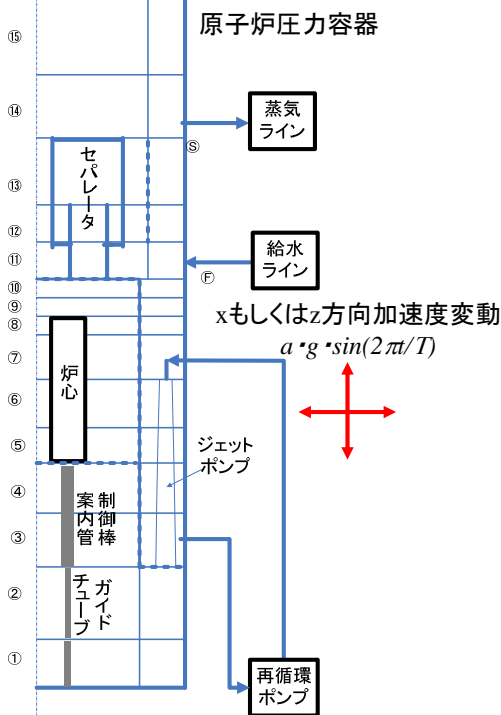 原子炉圧力容器
⑮
⑭
蒸気
ライン
Ⓢ
セパレータ
⑬
⑫
⑪
給水
ライン
Ⓕ
⑩
⑨
⑧
xもしくはz方向加速度変動
a・g・sin(2πt/T)
⑦
炉心
⑥
⑤
ジェット
ポンプ
④
制御棒
案内管
③
②
ガイド
チューブ
①
再循環
ポンプ